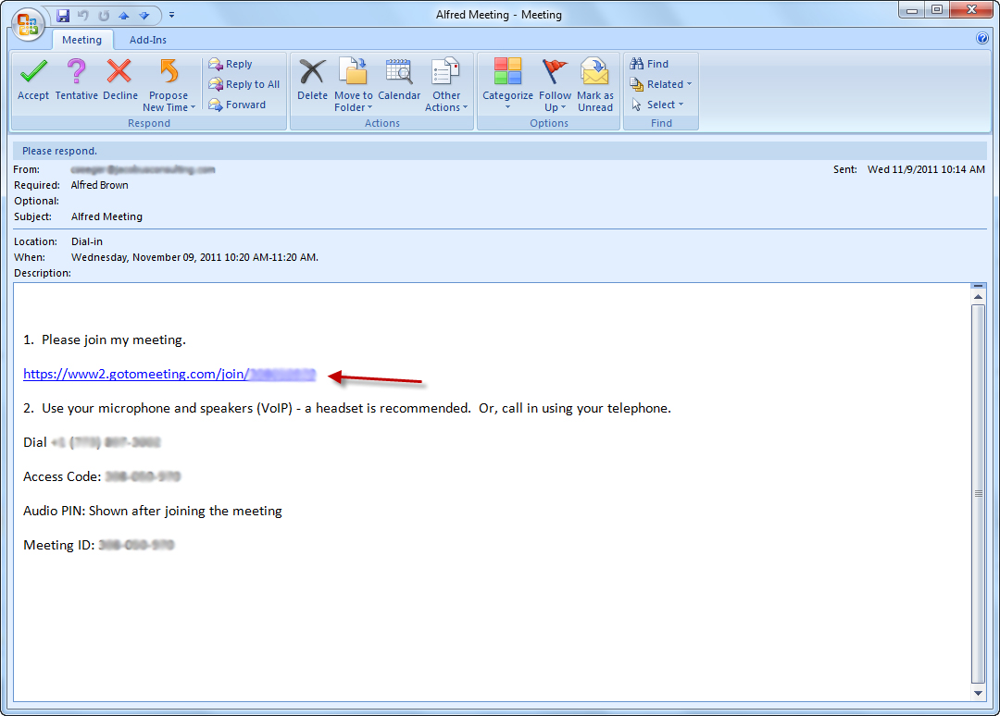 Alfred Meeting - Meeting
Meeting Add-Ins
Accept Tentative Decline Propose New Time
Reply
Reply to All
Forward
Respond
Delete Move to Folder Calendar Other Actions
Actions
Categorize Follow Up Mark as Unread
Options
Find
Related
Select
Find
Please respond.
From:
Sent: Wed 11/9/2011 10:14 AM
Required: Alfred Brown
Optional:
Subject: Alfred Meeting
Location: Dial-in
When: Wednesday, November 09, 2011 10:20 AM-11:20 AM.
Description:
1. Please join my meeting.
https://www2.gotomeeting.com/join/
2. Use your microphone and speakers (VoIP) - a headset is recommended. Or, call in using your telephone.
Dial
Access Code:
Audio PIN: Shown after joining the meeting
Meeting ID: